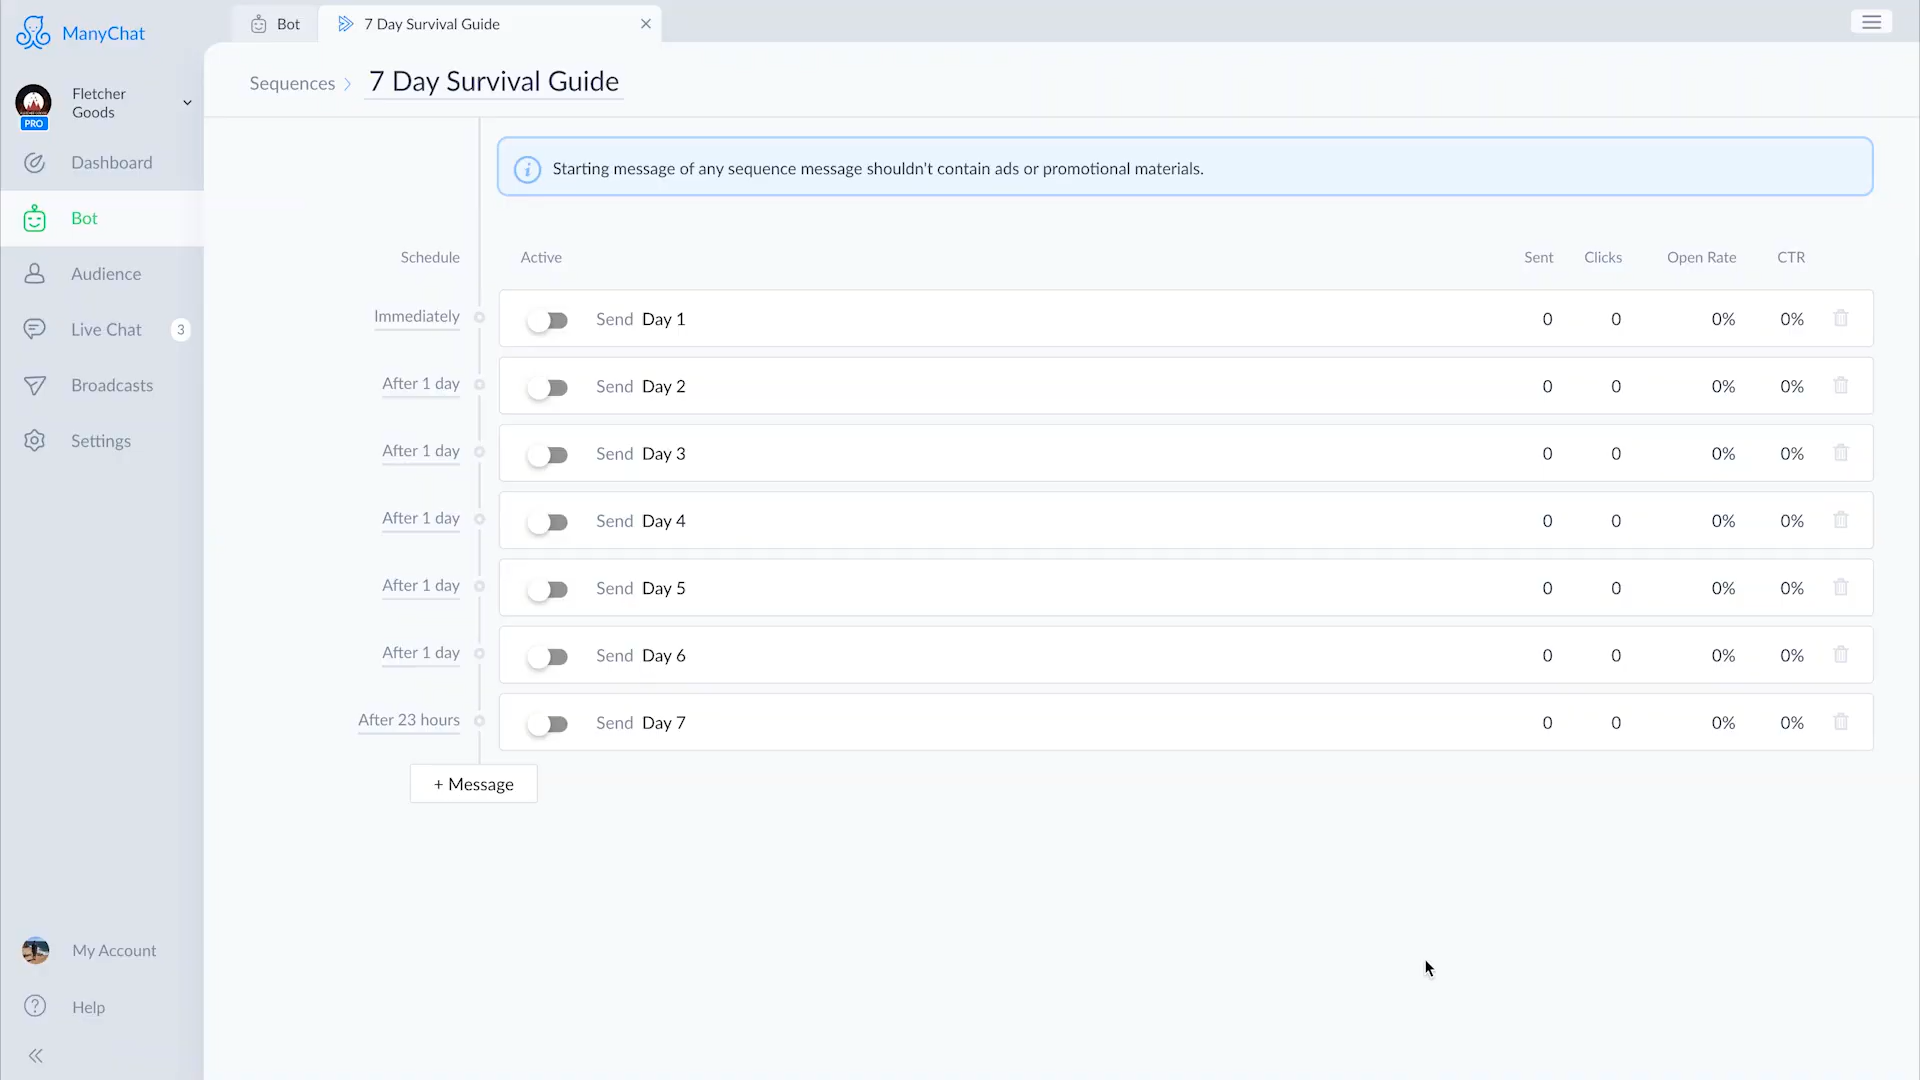 ManyChat
Bot
7 Day Survival Guide
Fletcher
Goods
PRO
Dashboard
Bot
Audience
Live Chat 3
Broadcasts
Settings
My Account
Help
Sequences 7 Day Survival Guide
Starting message of any sequence message shouldn't contain ads or promotional materials.
Schedule Active Sent Clicks Open Rate CTR
Immediately Send Day 1 0 0 0% 0%
After 1 day Send Day 2 0 0 0% 0%
After 1 day Send Day 3 0 0 0% 0%
After 1 day Send Day 4 0 0 0% 0%
After 1 day Send Day 5 0 0 0% 0%
After 1 day Send Day 6 0 0 0% 0%
After 23 hours Send Day 7 0 0 0% 0%
+ Message